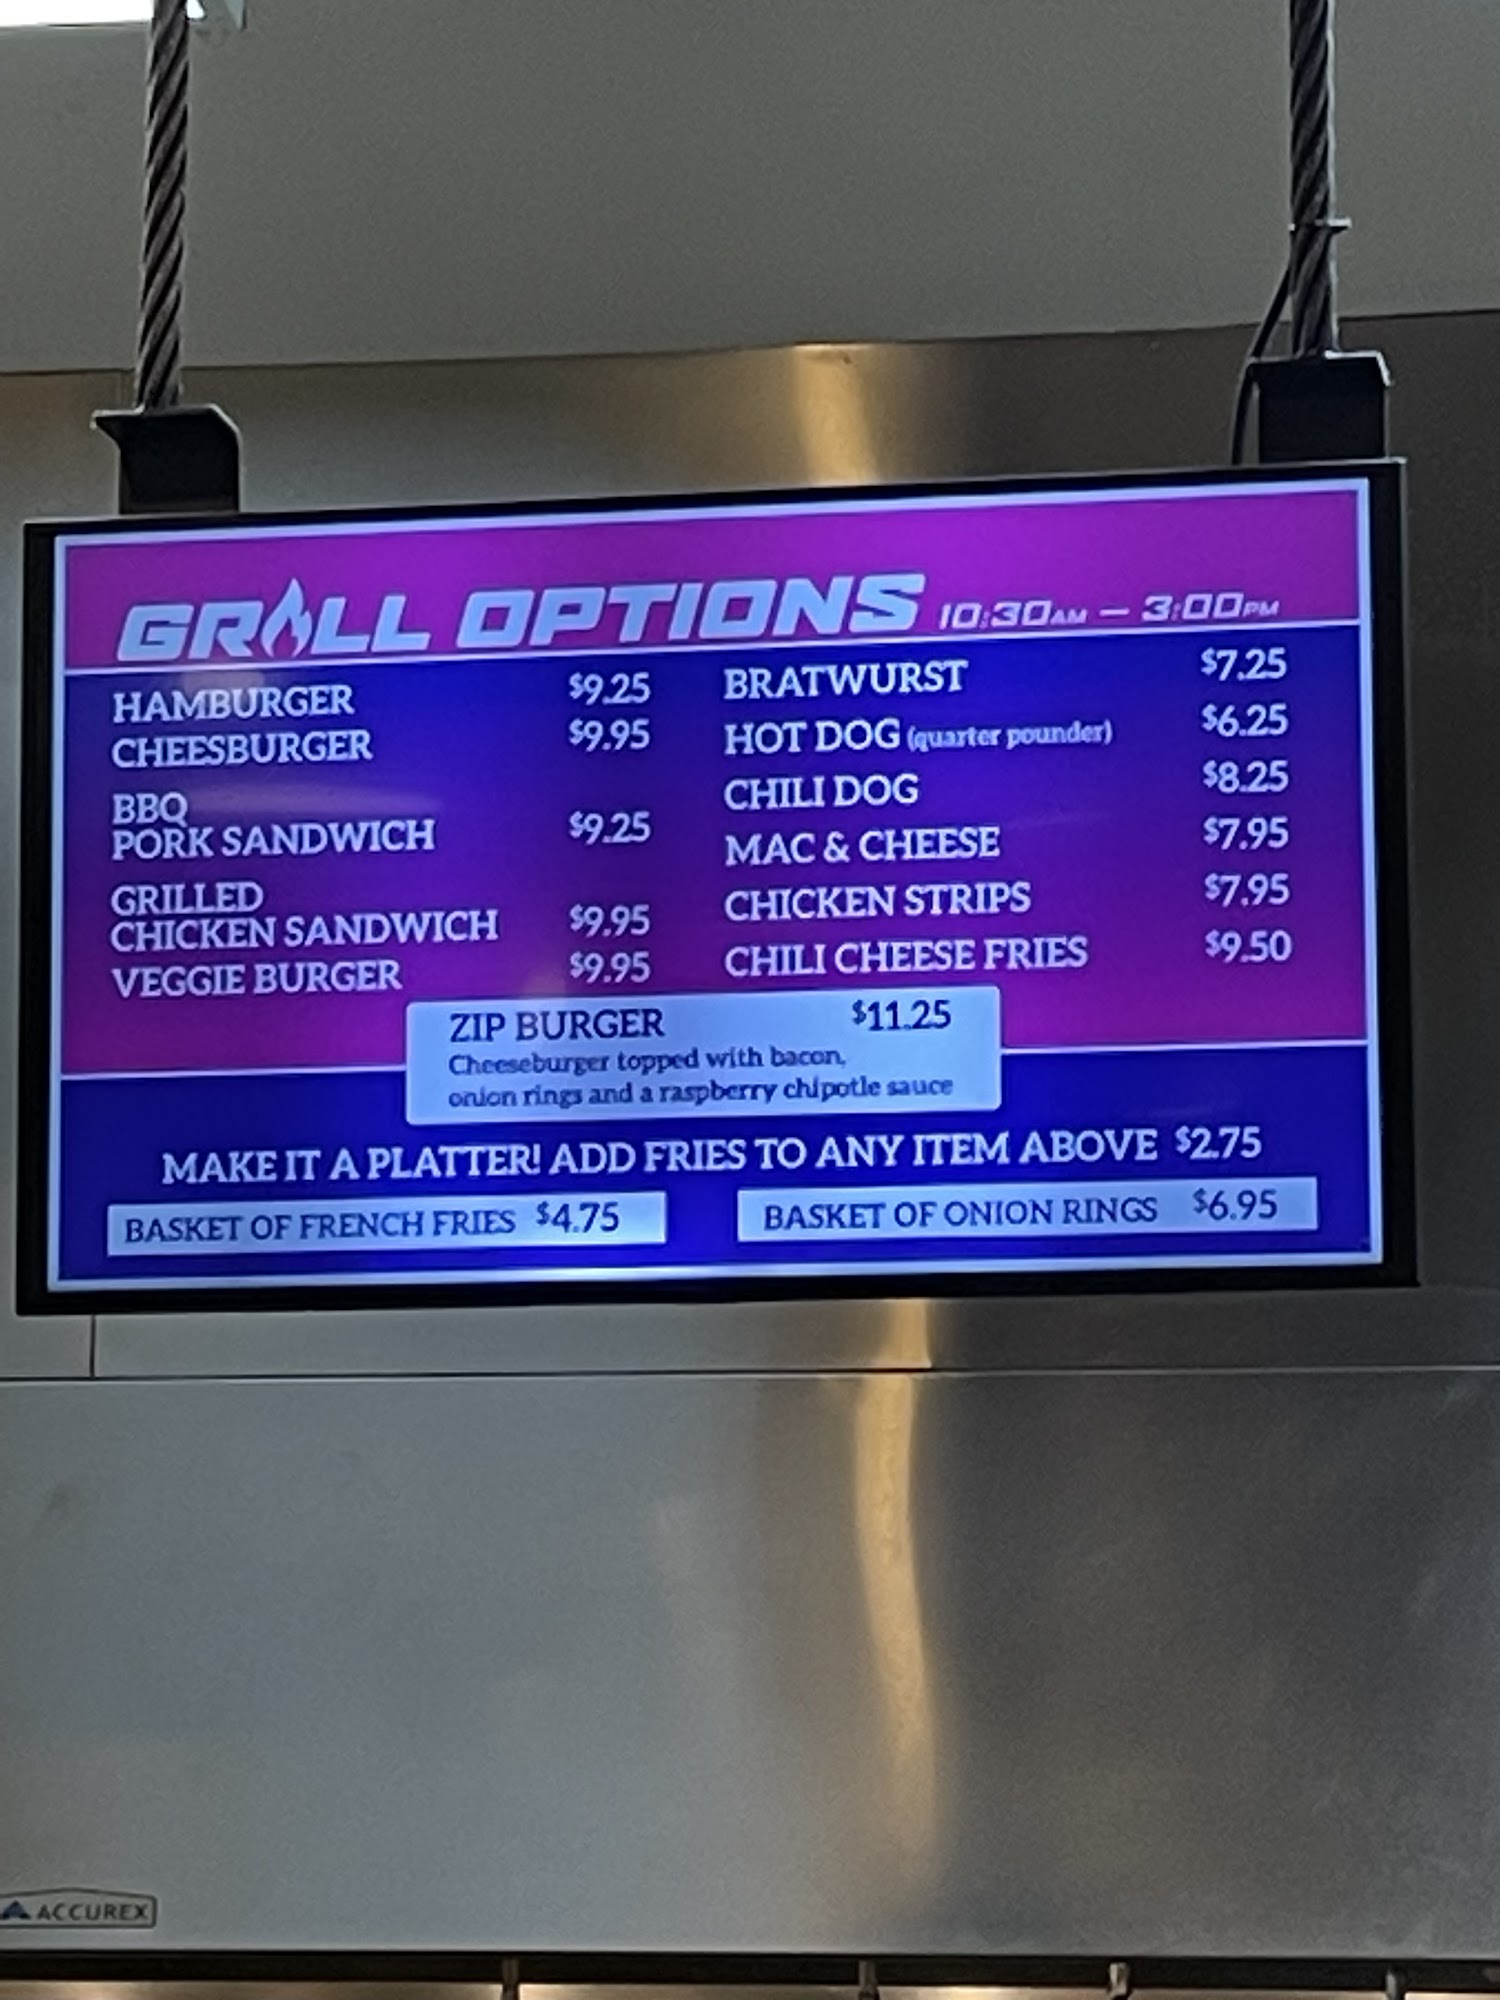 GRILL OPTIONS 10:30AM – 3:00PM
HAMBURGER $9.25
CHEESBURGER $9.95
BBQ
PORK SANDWICH $9.25
GRILLED
CHICKEN SANDWICH $9.95
VEGGIE BURGER $9.95
BRATWURST $7.25
HOT DOG (quarter pounder) $6.25
CHILI DOG $8.25
MAC & CHEESE $7.95
CHICKEN STRIPS $7.95
CHILI CHEESE FRIES $9.50
ZIP BURGER $11.25
Cheeseburger topped with bacon,
onion rings and a raspberry chipotle sauce
MAKE IT A PLATTER! ADD FRIES TO ANY ITEM ABOVE $2.75
BASKET OF FRENCH FRIES $4.75
BASKET OF ONION RINGS $6.95
ACCUREX